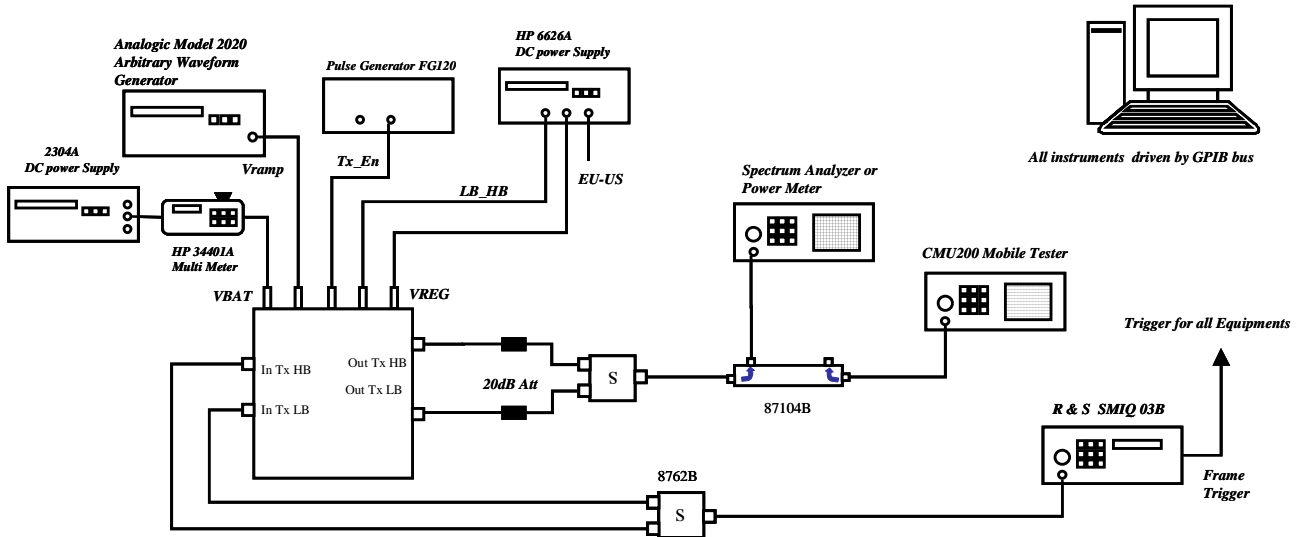 HP 6626A
DC power Supply
Analogic Model 2020
Arbitrary Waveform
Generator
Pulse Generator FG120
2304A
DC power Supply
Vramp
Tx_En
LB_HB
EU-US
All instruments driven by GPIB bus
Spectrum Analyzer or
Power Meter
HP 34401A
Multi Meter
CMU200 Mobile Tester
VBAT
VREG
Trigger for all Equipments
In Tx HB
Out Tx HB
Out Tx LB
In Tx LB
20dB Att
S
87104B
R & S SMIQ 03B
8762B
S
Frame
Trigger